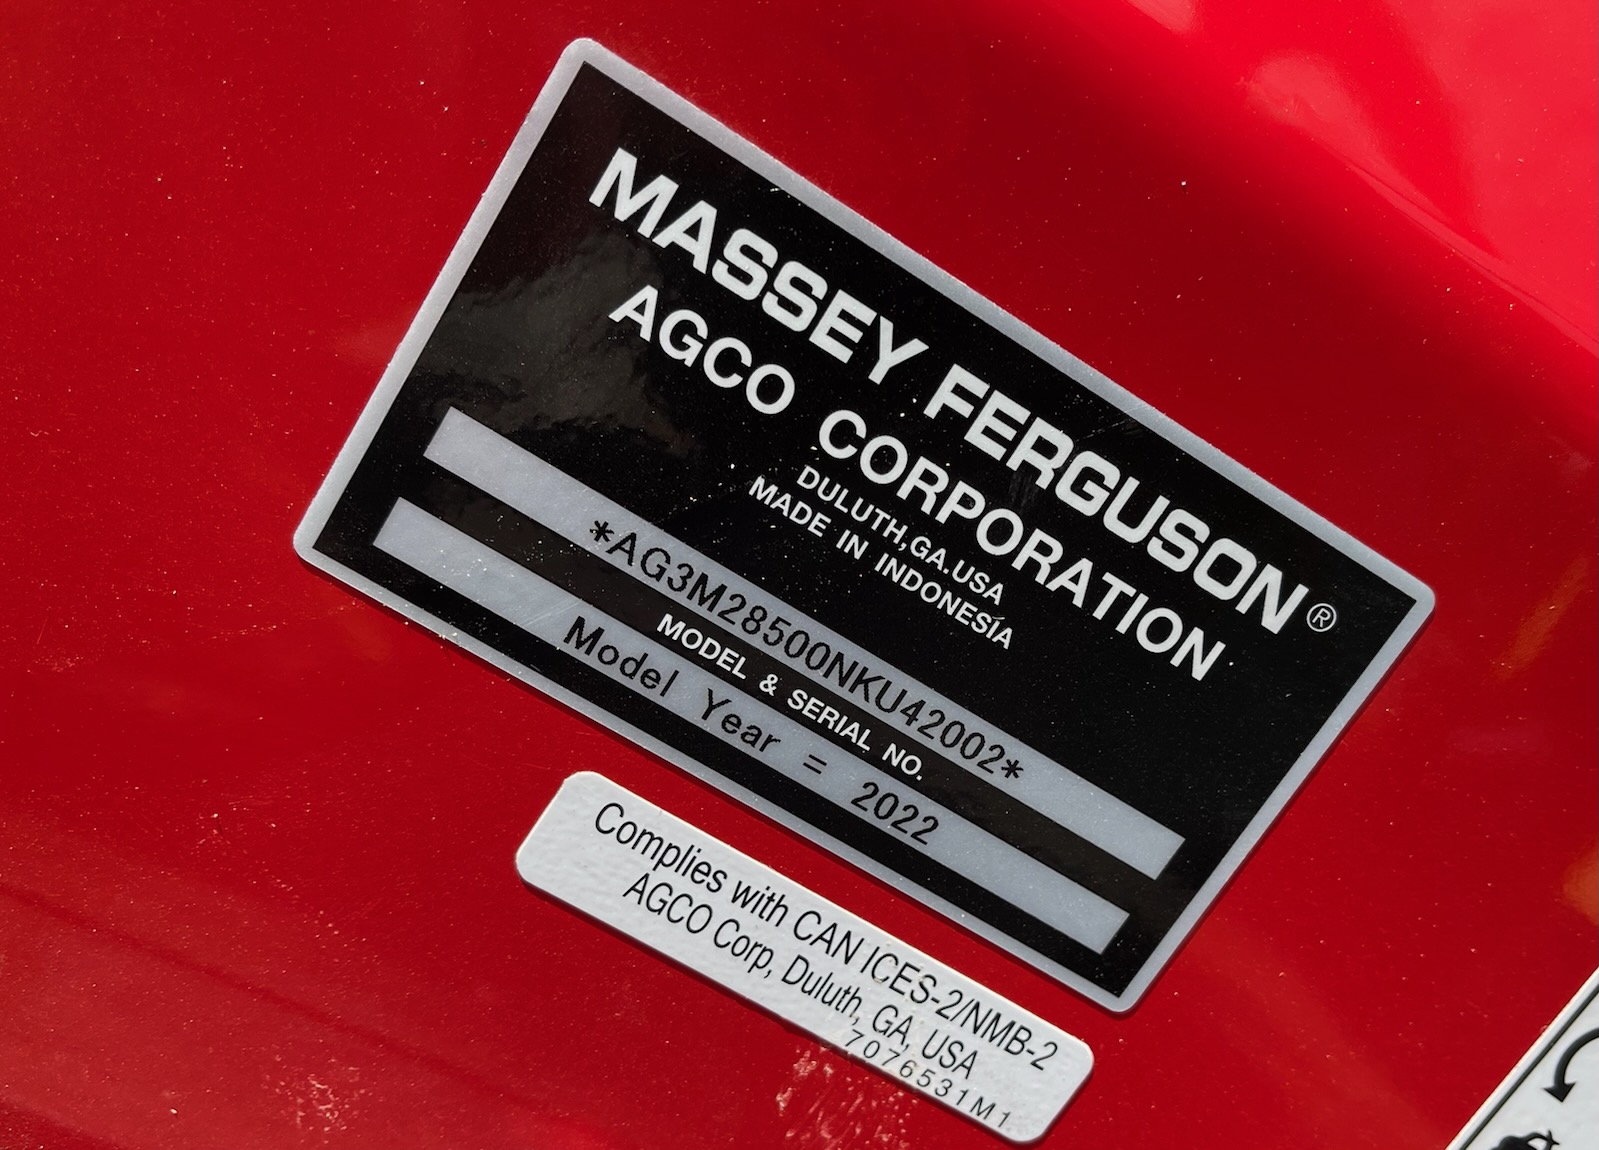 MASSEY FERGUSON®
AGCO CORPORATION
DULUTH,GA.USA
MADE IN INDONESIA
*AG3M28500NKU42002*
MODEL & SERIAL NO.
Model Year = 2022
Complies with CAN ICES-2/NMB-2
AGCO Corp, Duluth, GA, USA
7076531M1